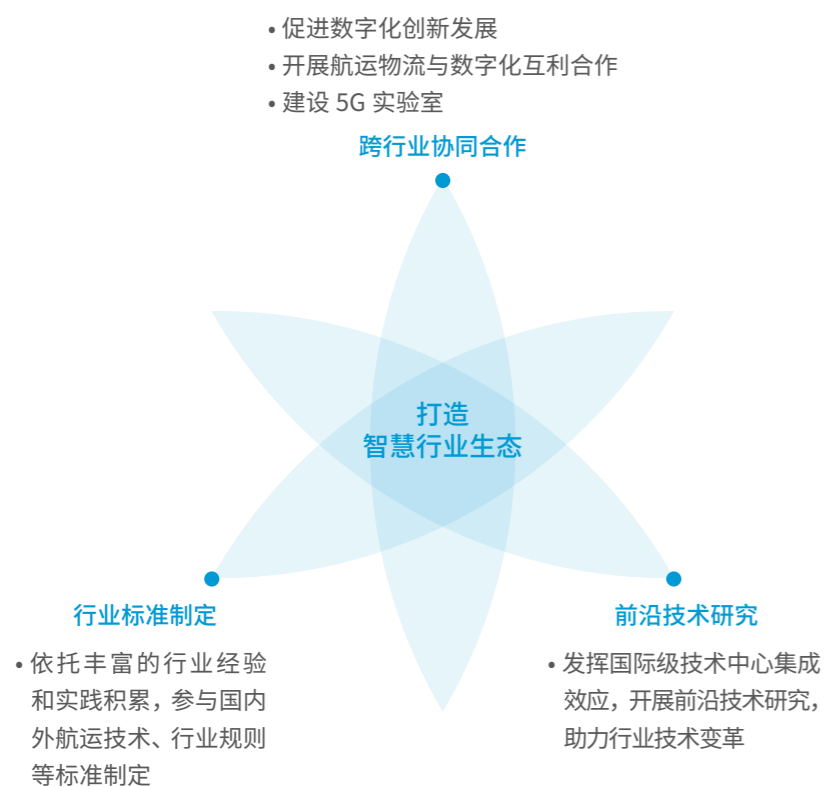 • 促进数字化创新发展
• 开展航运物流与数字化互利合作
• 建设 5G 实验室
跨行业协同合作
打造
智慧行业生态
行业标准制定
• 依托丰富的行业经验
和实践积累，参与国内
外航运技术、行业规则
等标准制定
前沿技术研究
• 发挥国际级技术中心集成
效应，开展前沿技术研究，
助力行业技术变革